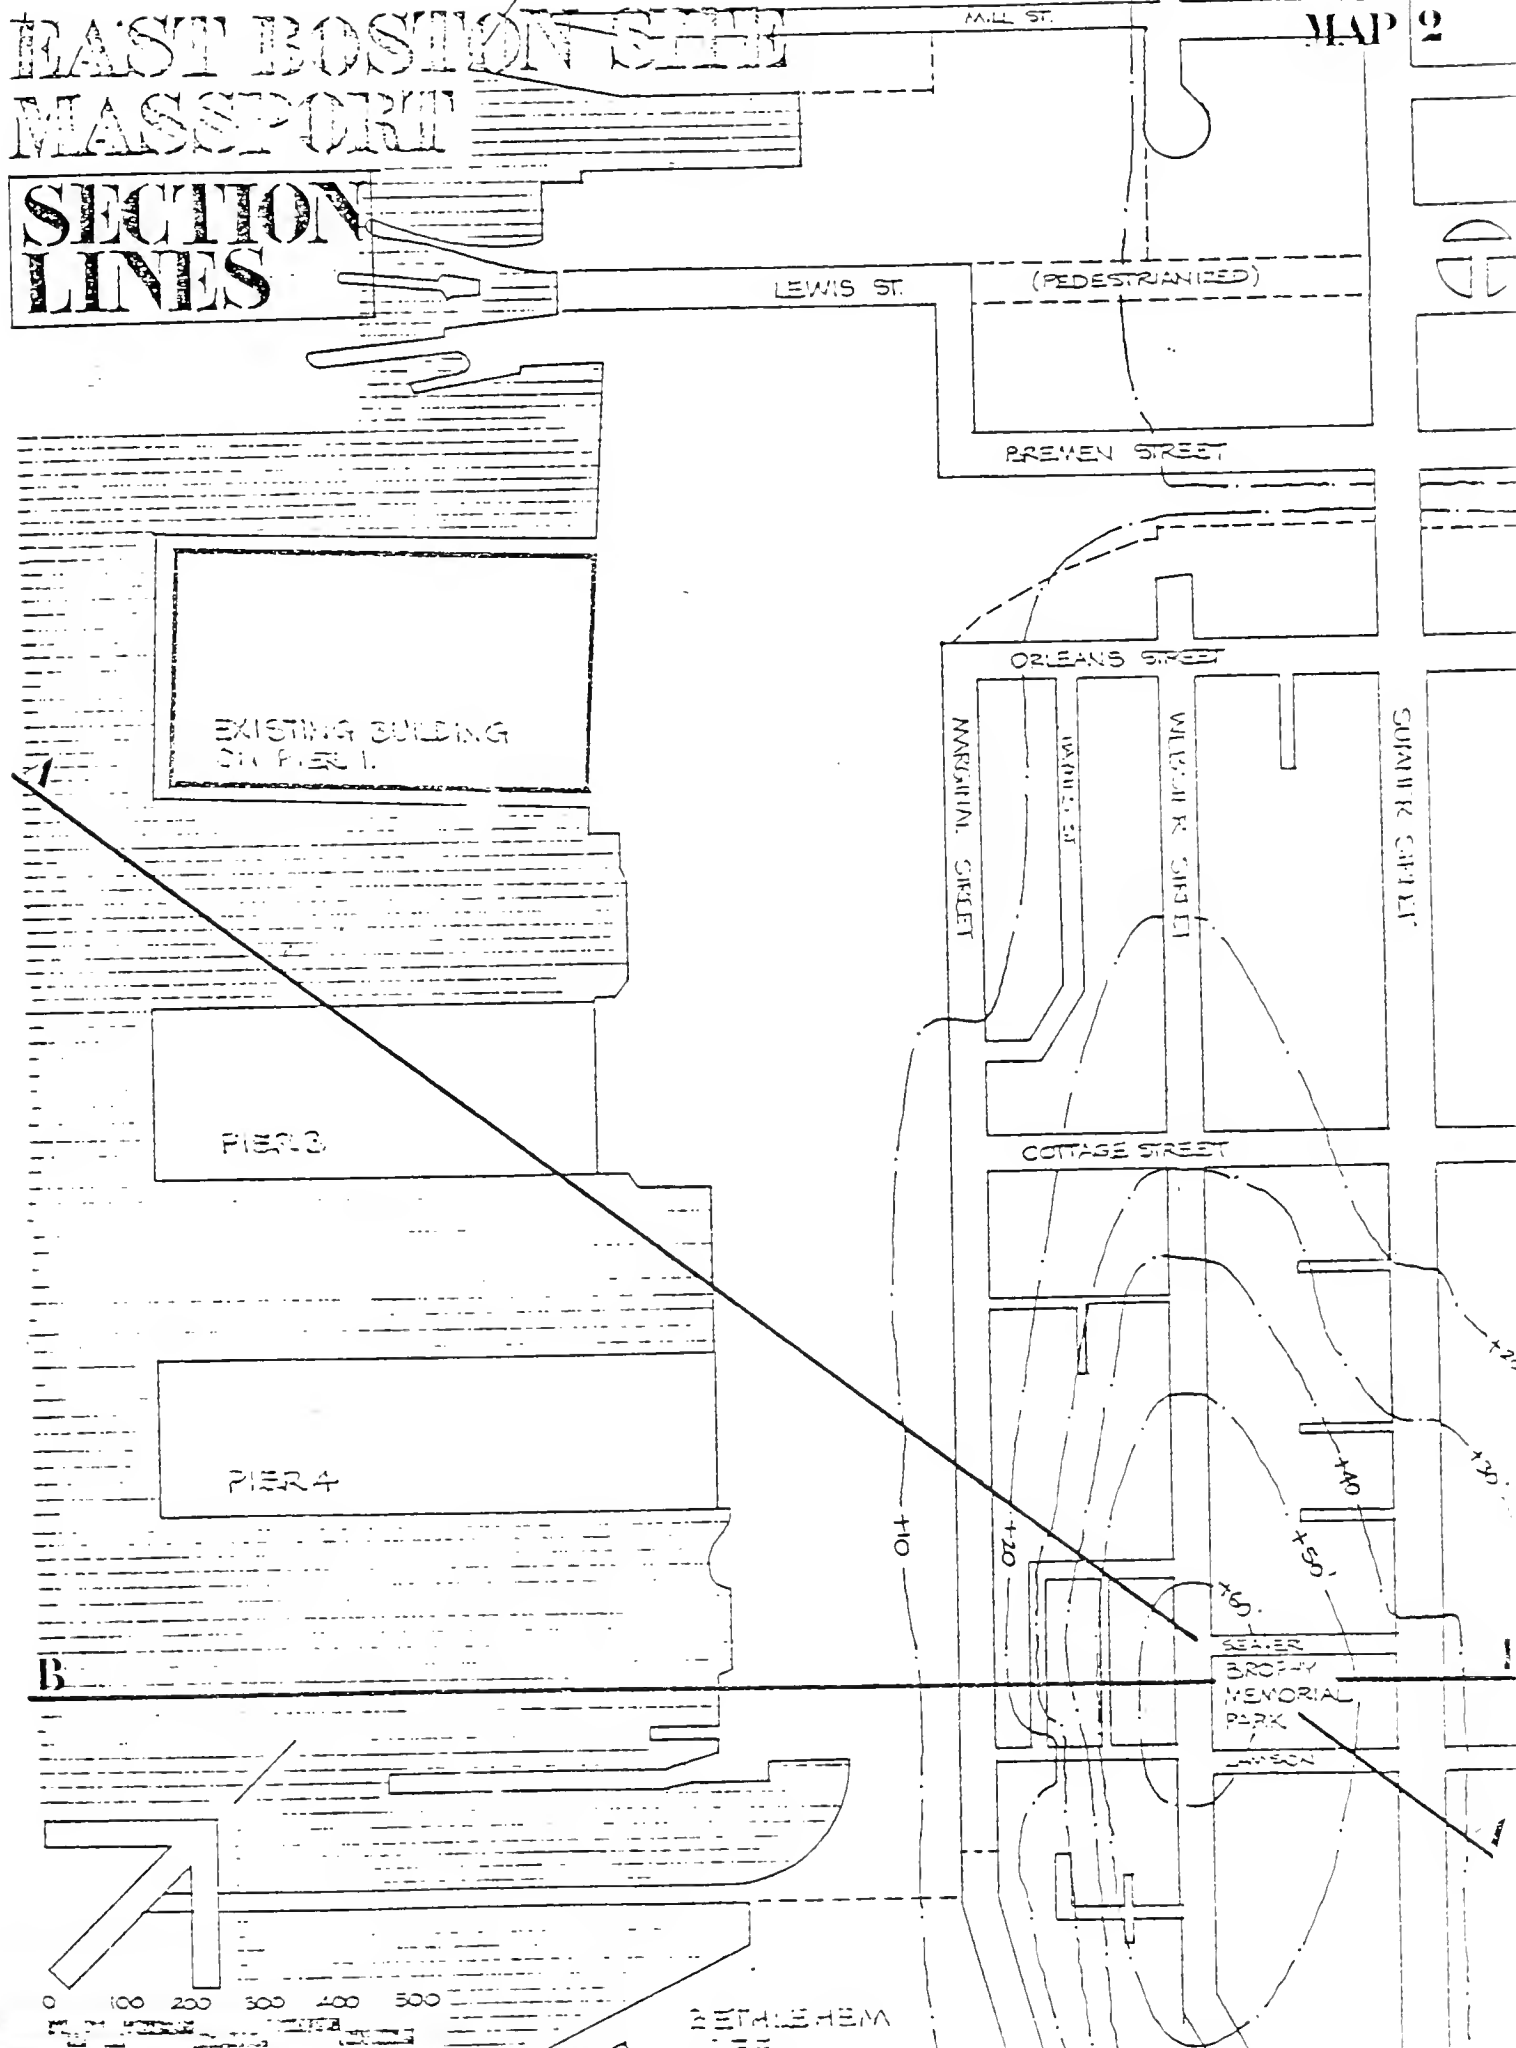 EAST BOSTON SITE
MASSPORT
SECTION
LINES
MAP 2
MILL ST.
LEWIS ST.
(PEDESTRIANIZED)
BREMEN STREET
ORLEANS STREET
MARGINAL STREET
HAYNES ST
WEBSTER STREET
SUMNER STREET
EXISTING BUILDING
ON PIER 1.
A
PIER 3
COTTAGE STREET
PIER 4
+10
+20
+30
+40
+50
+60
B
SEAVER
BROPHY
MEMORIAL
PARK
LAMSON
0 100 200 300 400 500
BETHLEHEM